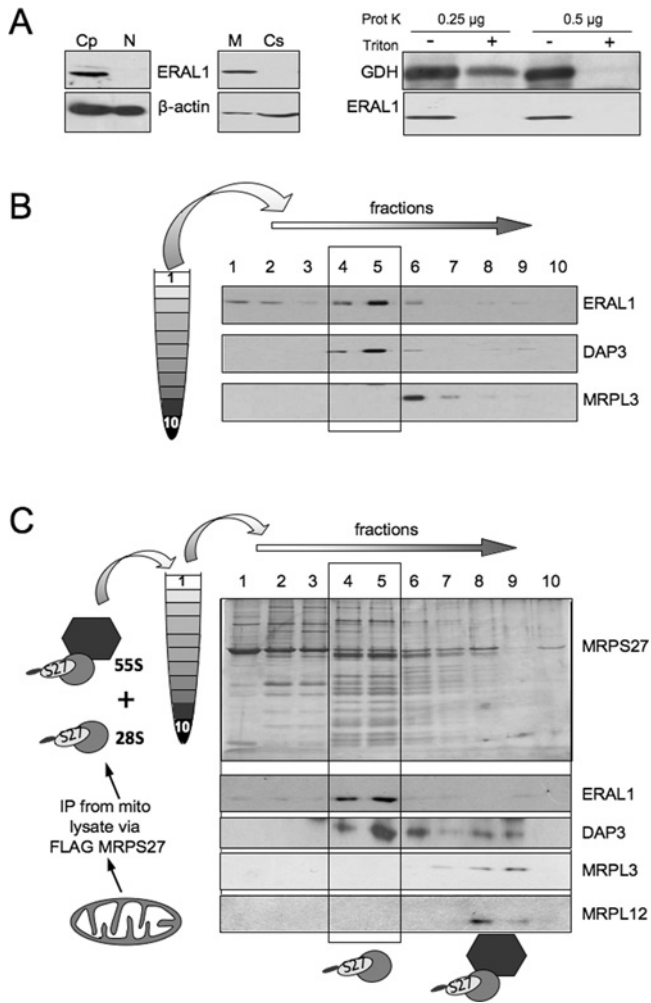 A
Cp N
ERAL1
β-actin
M Cs
Prot K 0.25 µg 0.5 µg
Triton - + - +
GDH
ERAL1
B
fractions
1 2 3 4 5 6 7 8 9 10
1
10
ERAL1
DAP3
MRPL3
C
fractions
1 2 3 4 5 6 7 8 9 10
1
10
S27 55S
+
S27 28S
IP from mito
lysate via
FLAG MRPS27
MRPS27
ERAL1
DAP3
MRPL3
MRPL12
S27
S27